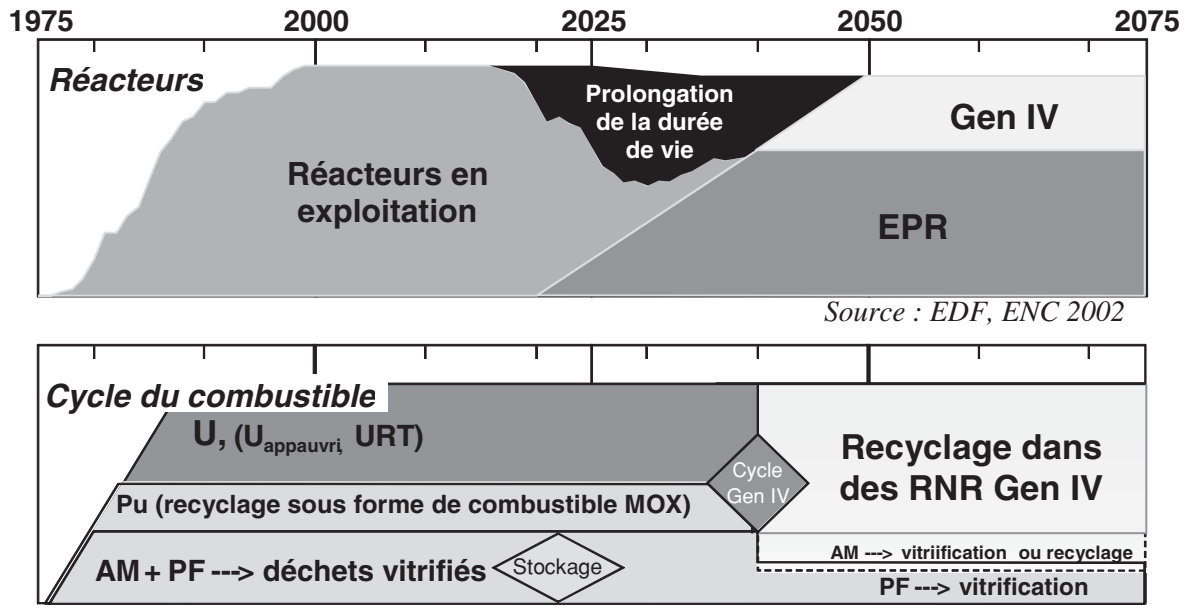 1975 2000 2025 2050 2075
Réacteurs
Prolongation
de la durée
de vie
Gen IV
Réacteurs en
exploitation
EPR
Source : EDF, ENC 2002
Cycle du combustible
U, (Uappauvri, URT)
Cycle
Gen IV
Recyclage dans
des RNR Gen IV
Pu (recyclage sous forme de combustible MOX)
AM ---> vitriification ou recyclage
AM + PF ---> déchets vitrifiés
Stockage
PF ---> vitrification